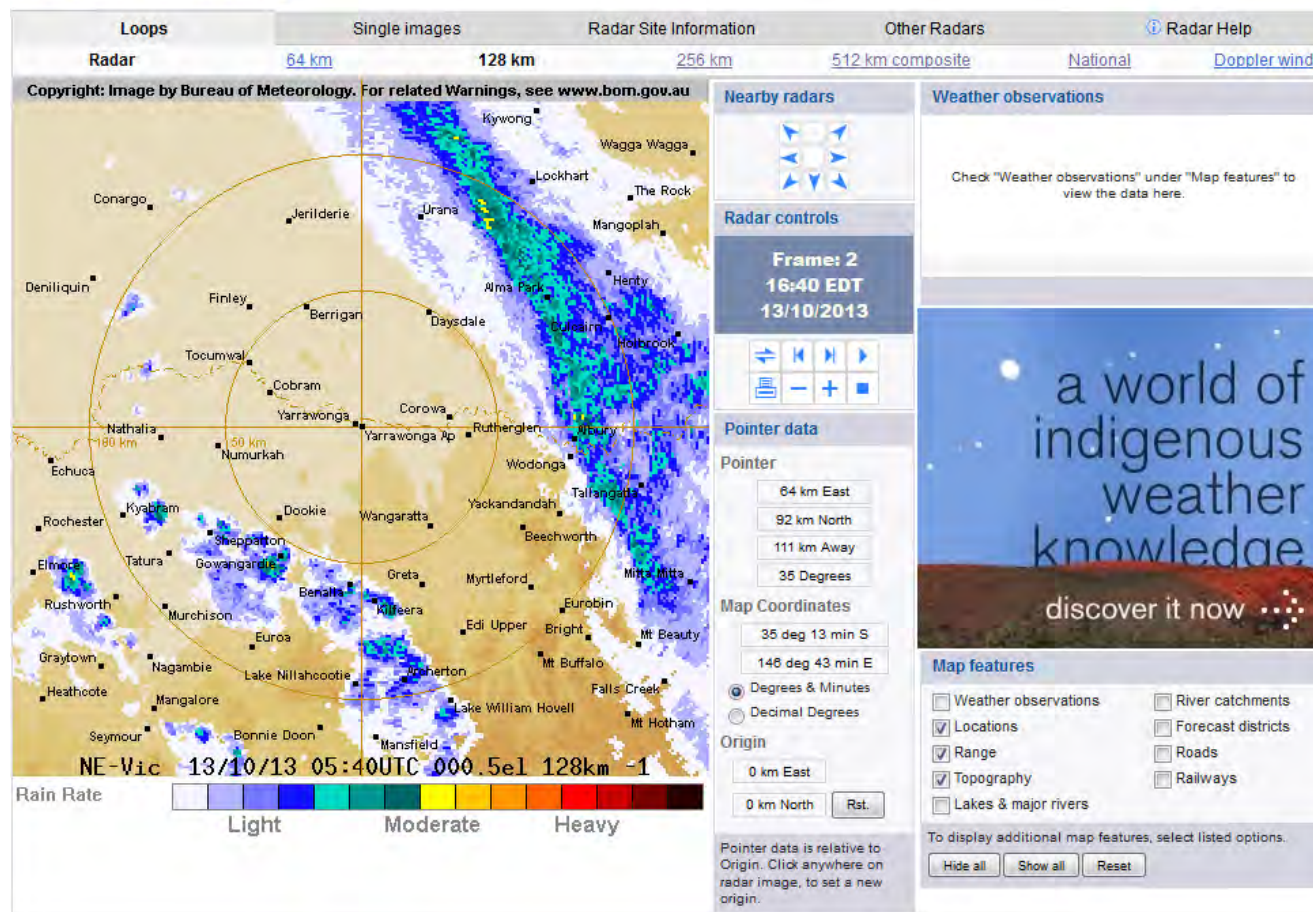 Loops Single images Radar Site Information Other Radars Radar Help
Radar 64 km 128 km 256 km 512 km composite National Doppler wind
Copyright: Image by Bureau of Meteorology. For related Warnings, see www.bom.gov.au
Kywong
Wagga Wagga
Lockhart
The Rock
Conargo
Jerilderie
Urana
Mangoplah
Henty
Deniliquin
Finley
Alma Park
Berrigan
Daysdale
Culcairn
Holbrook
Tocumwal
Cobram
Yarrawonga
Corowa
Nathalia
100 km
50 km
Yarrawonga Ap
Rutherglen
Albury
Numurkah
Echuca
Wodonga
Tallangatta
Kyabram
Dookie
Yackandandah
Rochester
Shepparton
Wangaratta
Beechworth
Elmore
Tatura
Gowangardie
Greta
Myrtleford
Mitta Mitta
Rushworth
Benalla
Kilfeera
Eurobin
Murchison
Edi Upper
Bright
Mt Beauty
Euroa
Graytown
Nagambie
Lake Nillahcootie
Archerton
Mt Buffalo
Heathcote
Falls Creek
Mangalore
Lake William Hovell
Mt Hotham
Seymour
Bonnie Doon
Mansfield
NE-Vic 13/10/13 05:40UTC 000.5el 128km -1
Rain Rate
Light Moderate Heavy
Nearby radars
Radar controls
Frame: 2
16:40 EDT
13/10/2013
Pointer data
Pointer
64 km East
92 km North
111 km Away
35 Degrees
Map Coordinates
35 deg 13 min S
146 deg 43 min E
Degrees & Minutes
Decimal Degrees
Origin
0 km East
0 km North Rst.
Pointer data is relative to
Origin. Click anywhere on
radar image, to set a new
origin.
Weather observations
Check "Weather observations" under "Map features" to
view the data here.
a world of
indigenous
weather
knowledge
discover it now
Map features
Weather observations River catchments
Locations Forecast districts
Range Roads
Topography Railways
Lakes & major rivers
To display additional map features, select listed options.
Hide all Show all Reset